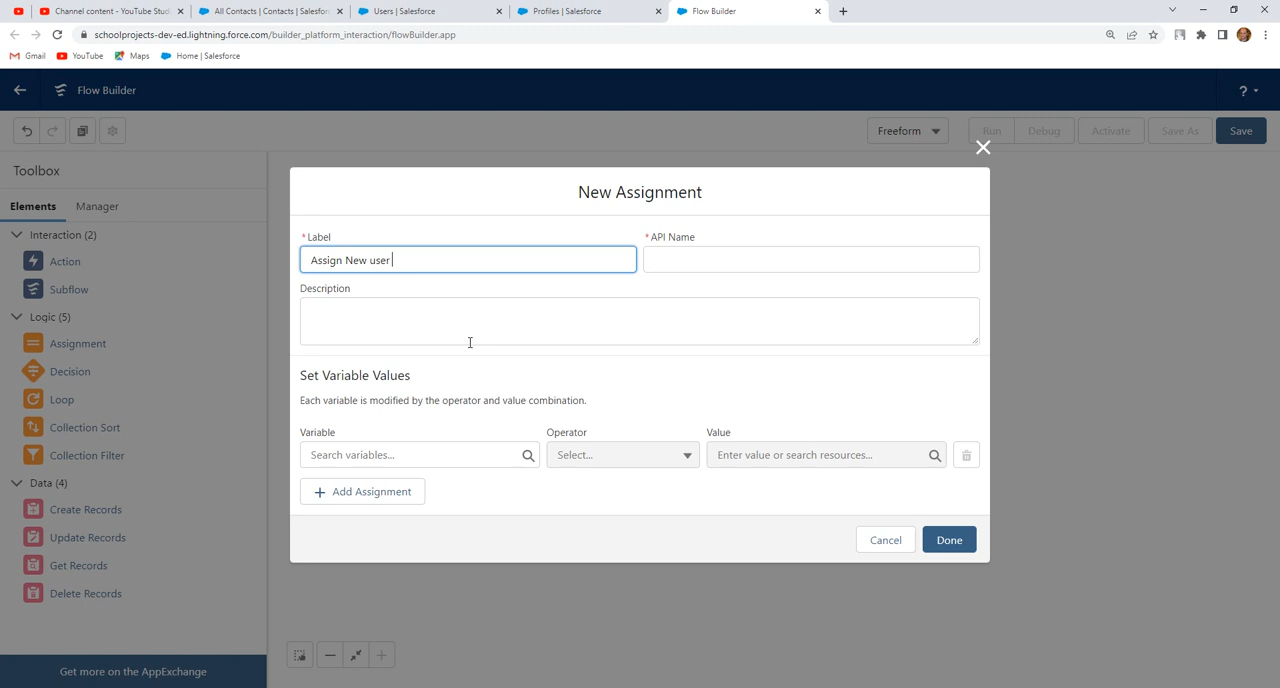 Channel content - YouTube Stud
All Contacts | Contacts | Salesfor
Users | Salesforce
Profiles | Salesforce
Flow Builder
schoolprojects-dev-ed.lightning.force.com/builder_platform_interaction/flowBuilder.app
Gmail YouTube Maps Home | Salesforce
Flow Builder
?
Freeform Run Debug Activate Save As Save
Toolbox
Elements Manager
Interaction (2)
Action
Subflow
Logic (5)
Assignment
Decision
Loop
Collection Sort
Collection Filter
Data (4)
Create Records
Update Records
Get Records
Delete Records
Get more on the AppExchange
New Assignment
* Label
Assign New user
* API Name
Description
Set Variable Values
Each variable is modified by the operator and value combination.
Variable Operator Value
Search variables... Select... Enter value or search resources...
+ Add Assignment
Cancel Done